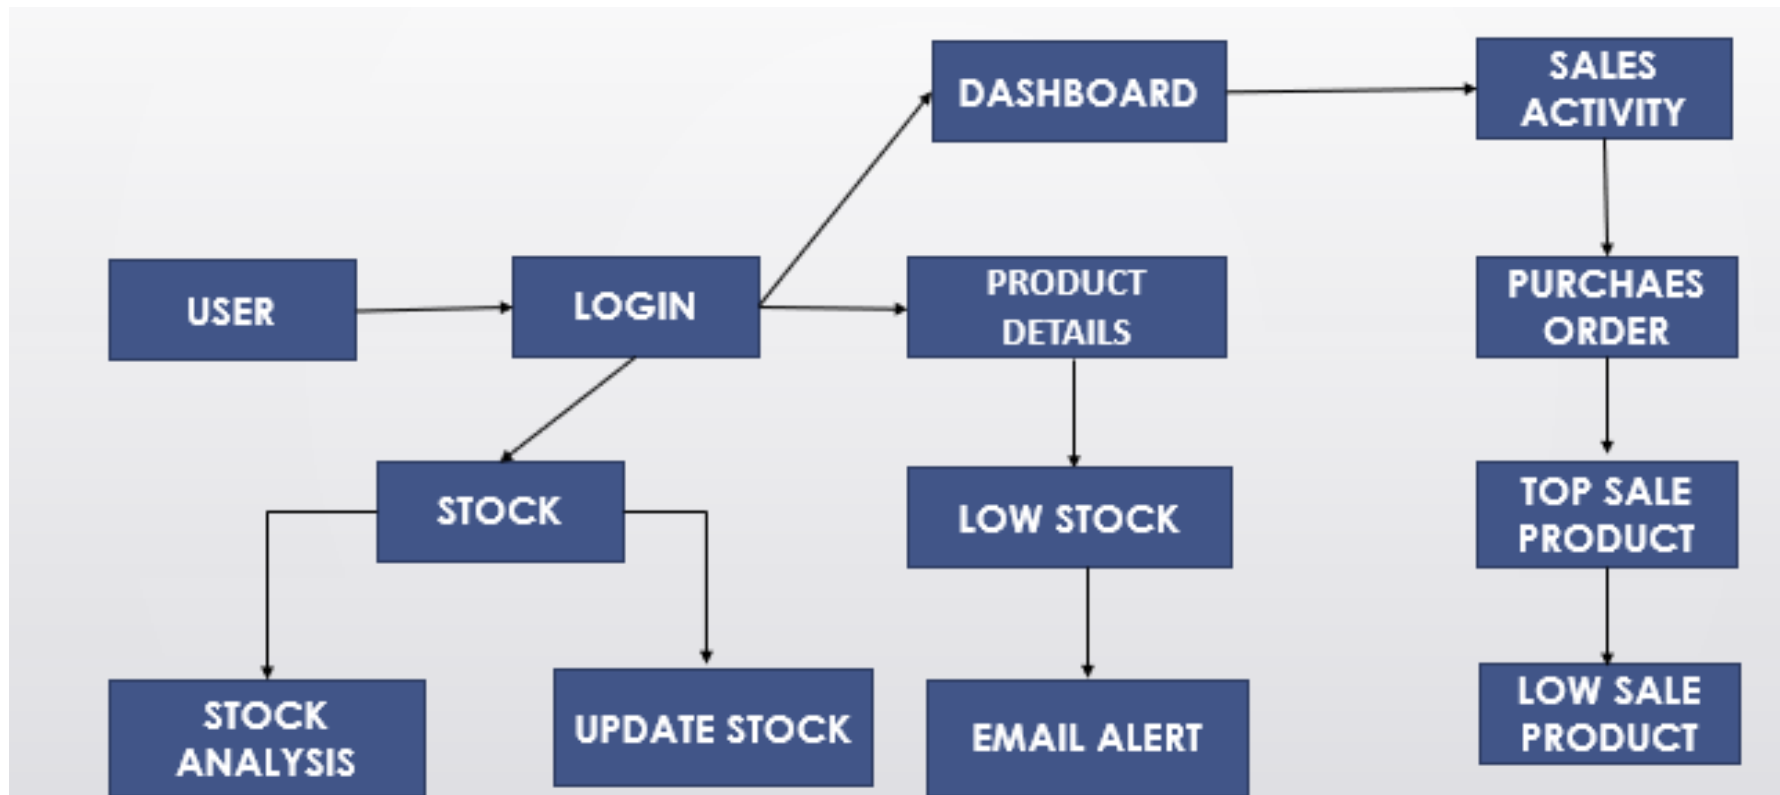 DASHBOARD
SALES
ACTIVITY
USER
LOGIN
PRODUCT
DETAILS
PURCHAES
ORDER
STOCK
LOW STOCK
TOP SALE
PRODUCT
STOCK
ANALYSIS
UPDATE STOCK
EMAIL ALERT
LOW SALE
PRODUCT